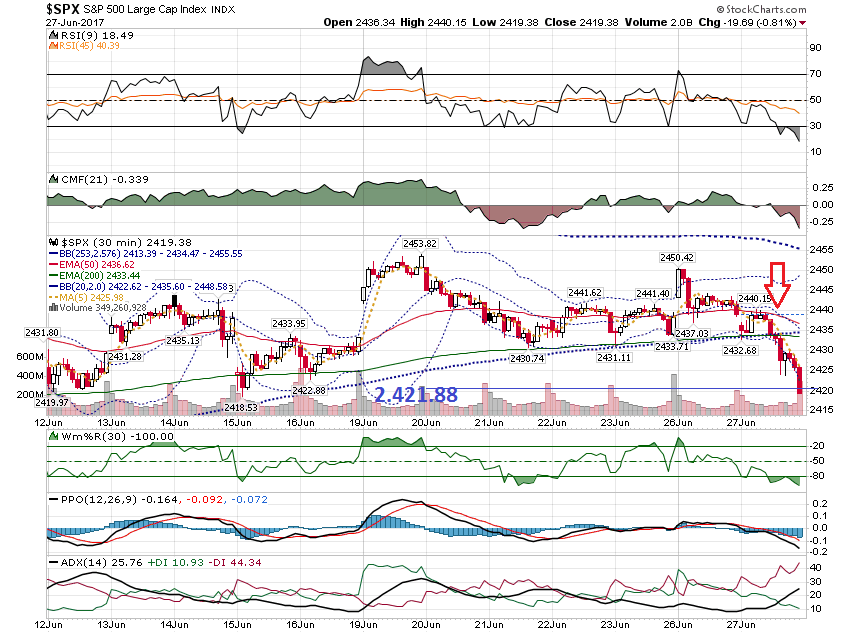 $SPX S&P 500 Large Cap Index INDX
© StockCharts.com
27-Jun-2017
Open 2436.34 High 2440.15 Low 2419.38 Close 2419.38 Volume 2.0B Chg -19.69 (-0.81%)
RSI(9) 18.49
RSI(45) 40.39
90
70
50
30
10
CMF(21) -0.339
0.25
0.00
-0.25
$SPX (30 min) 2419.38
BB(253,2.576) 2413.39 - 2434.47 - 2455.55
EMA(50) 2436.62
EMA(200) 2433.44
BB(20,2.0) 2422.62 - 2435.60 - 2448.58
MA(5) 2425.98
Volume 349,260,928
2453.82
2450.42
2441.62
2441.40
2440.15
2433.95
2431.80
2435.13
2431.28
2437.03
2433.71
2432.68
2430.74
2431.11
2422.88
2419.97
2418.53
2,421.88
600M
400M
200M
2455
2450
2445
2440
2435
2430
2425
2420
2415
12Jun 13Jun 14Jun 15Jun 16Jun 19Jun 20Jun 21Jun 22Jun 23Jun 26Jun 27Jun
Wm%R(30) -100.00
-20
-50
-80
PPO(12,26,9) -0.164, -0.092, -0.072
0.2
0.1
0.0
-0.1
-0.2
ADX(14) 25.76 +DI 10.93 -DI 44.34
40
30
20
10
12Jun 13Jun 14Jun 15Jun 16Jun 19Jun 20Jun 21Jun 22Jun 23Jun 26Jun 27Jun